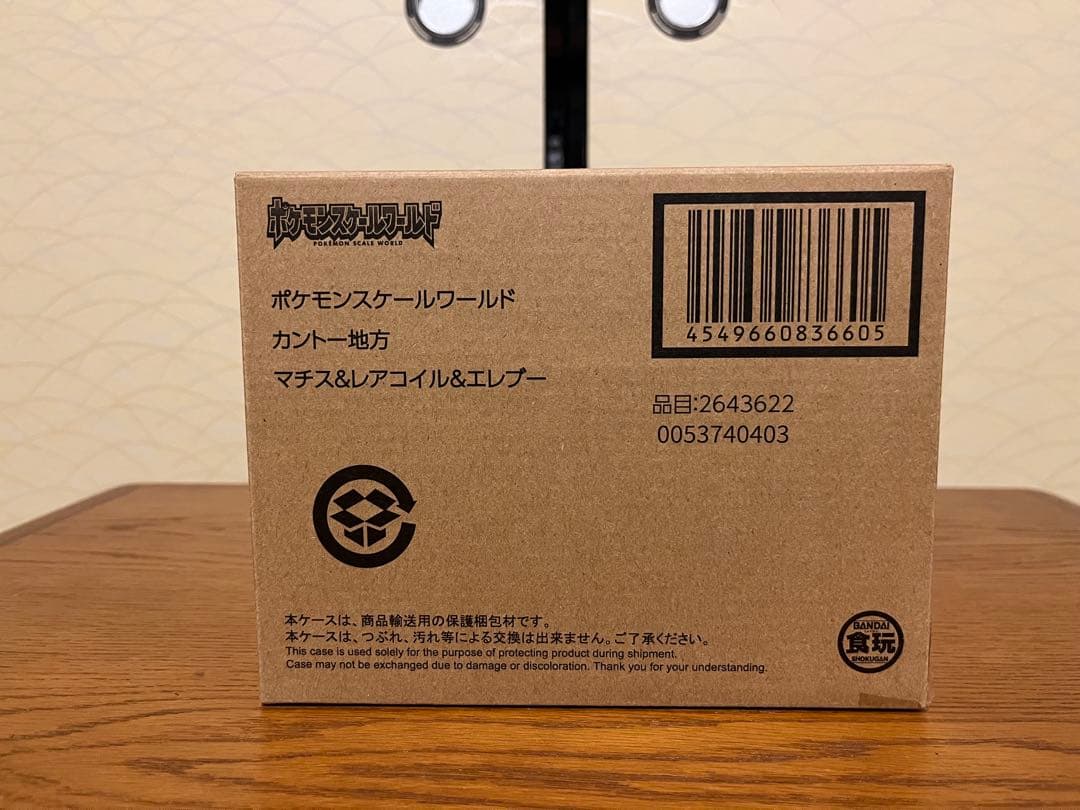 ポケモンスケールワールド
POKÉMON SCALE WORLD
ポケモンスケールワールド
カントー地方
マチス&レアコイル&エレブー
4549660836605
品目:2643622
0053740403
本ケースは、商品輸送用の保護梱包材です。
本ケースは、つぶれ、汚れ等による交換は出来ません。ご了承ください。
This case is used solely for the purpose of protecting product during shipment.
Case may not be exchanged due to damage or discoloration. Thank you for your understanding.
BANDAI
食玩
SHOKUGAN